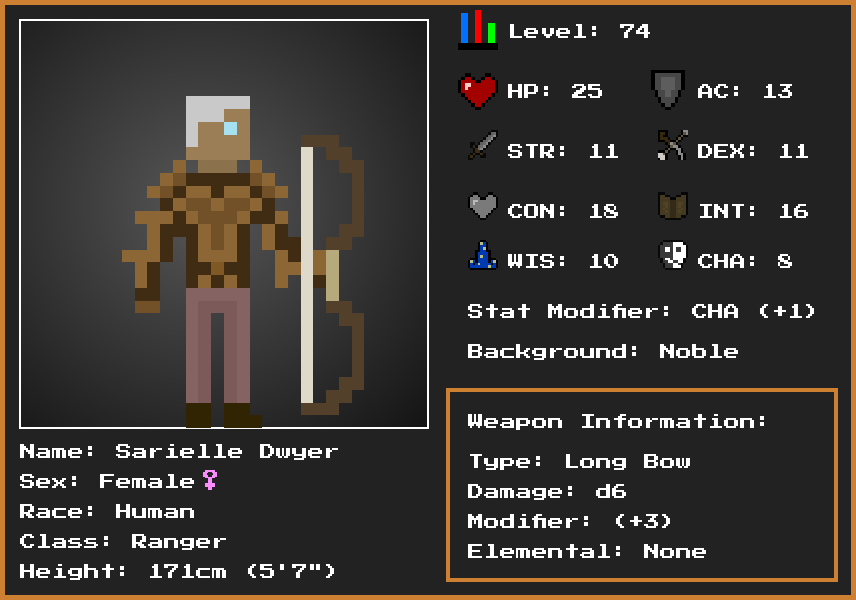 Level: 74
HP: 25
AC: 13
STR: 11
DEX: 11
CON: 18
INT: 16
WIS: 10
CHA: 8
Stat Modifier: CHA (+1)
Background: Noble
Weapon Information:
Type: Long Bow
Damage: d6
Modifier: (+3)
Elemental: None
Name: Sarielle Dwyer
Sex: Female♀
Race: Human
Class: Ranger
Height: 171cm (5'7")